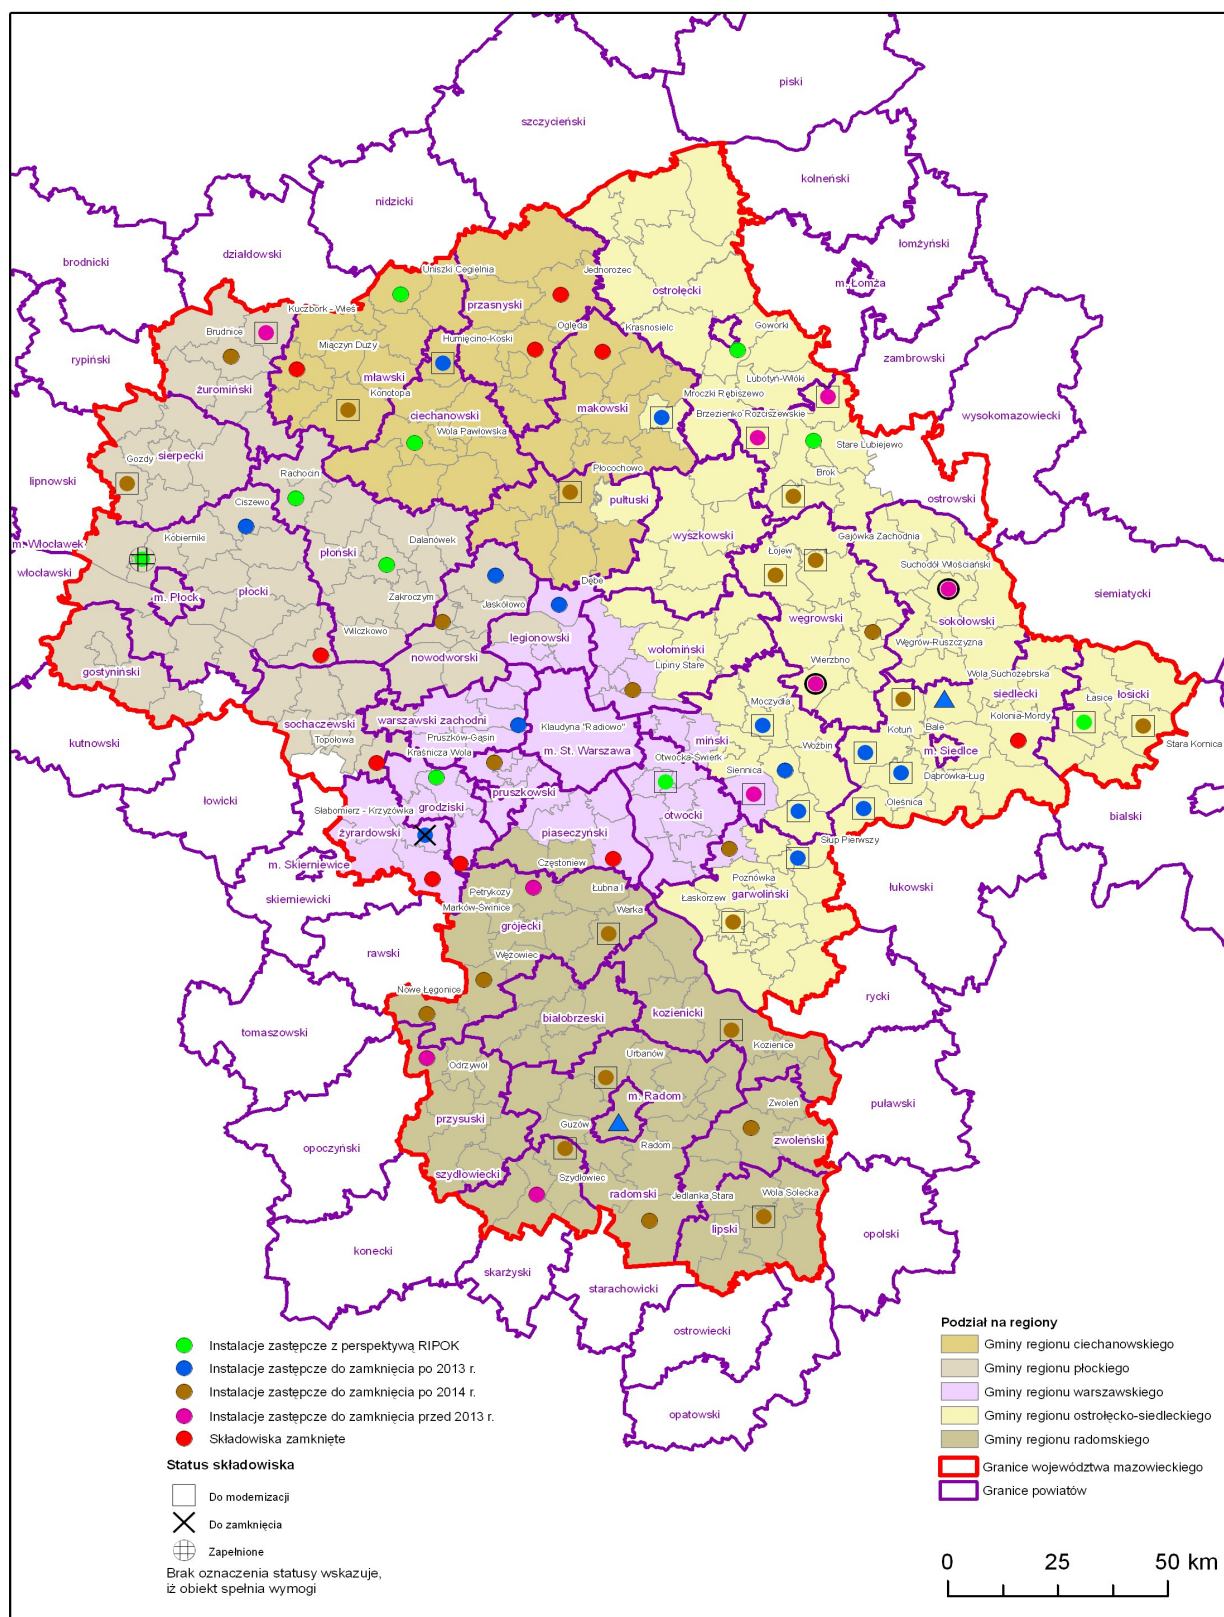 piski
szczycieński
kolneński
nidzicki
łomżyński
działdowski
brodnicki
m. Łomża
Uniszki Cegielnia
Jednorożec
ostrołęcki
przasnyski
Kuczbork - Wieś
Brudnice
Humięcino-Koski
Oględa
Krasnosielc
Goworki
Miączyn Duży
zambrowski
rypiński
mławski
Lubotyń-Włóki
żuromiński
Konotopa
Mroczki Rębiszewo
makowski
ciechanowski
Brzezienko Rozciszewskie
wysokomazowiecki
Wola Pawłowska
Stare Lubiejewo
sierpecki
Gozdy
Rachocin
Płocochowo
Brok
lipnowski
pułtuski
ostrowski
Ciszewo
Kobierniki
Dalanówek
wyszkowski
Gajówka Zachodnia
m. Włocławek
płoński
Łojew
Suchodół Włościański
włocławski
Dębe
m. Płock
płocki
Zakroczym
Jaskółowo
węgrowski
siemiatycki
sokołowski
Wilczkowo
legionowski
wołomiński
Węgrów-Ruszczyzna
gostyniński
nowodworski
Lipiny Stare
Wierzbno
Wola Suchożebrska
siedlecki
Łasice
łosicki
sochaczewski
warszawski zachodni
Klaudyna "Radiowo"
Moczydła
Kolonia-Mordy
Kotuń
Bale
kutnowski
Topołowa
Pruszków-Gąsin
miński
Woźbin
Kraśnicza Wola
m. St. Warszawa
Otwocka-Świerk
m. Siedlce
Stara Kornica
Siennica
Dąbrówka-Ług
łowicki
pruszkowski
Słabomierz - Krzyżówka
grodziski
Oleśnica
żyrardowski
piaseczyński
otwocki
bialski
m. Skierniewice
Częstoniew
Słup Pierwszy
Poznówka
garwoliński
skierniewicki
Petrykozy
Łubna I
łukowski
Łaskorzew
Marków-Świnice
Warka
grójecki
rawski
Wężowiec
Nowe Łęgonice
rycki
białobrzeski
kozienicki
tomaszowski
Kozienice
Urbanów
Odrzywół
m. Radom
puławski
Zwoleń
przysuski
Guzów
zwoleński
opoczyński
Radom
szydłowiecki
Szydłowiec
radomski
Jedlanka Stara
Wola Solecka
lipski
opolski
konecki
skarżyski
starachowicki
ostrowiecki
opatowski
Instalacje zastępcze z perspektywą RIPOK
Instalacje zastępcze do zamknięcia po 2013 r.
Instalacje zastępcze do zamknięcia po 2014 r.
Instalacje zastępcze do zamknięcia przed 2013 r.
Składowiska zamknięte
Status składowiska
Do modernizacji
Do zamknięcia
Zapełnione
Brak oznaczenia statusy wskazuje,
iż obiekt spełnia wymogi
Podział na regiony
Gminy regionu ciechanowskiego
Gminy regionu płockiego
Gminy regionu warszawskiego
Gminy regionu ostrołęcko-siedleckiego
Gminy regionu radomskiego
Granice województwa mazowieckiego
Granice powiatów
0 25 50 km